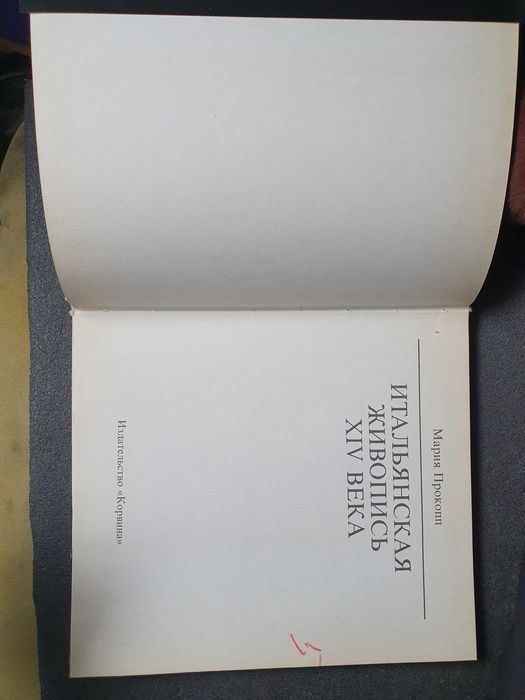 Мария Прокопп
ИТАЛЬЯНСКАЯ
ЖИВОПИСЬ
XIV ВЕКА
Издательство «Корвина»